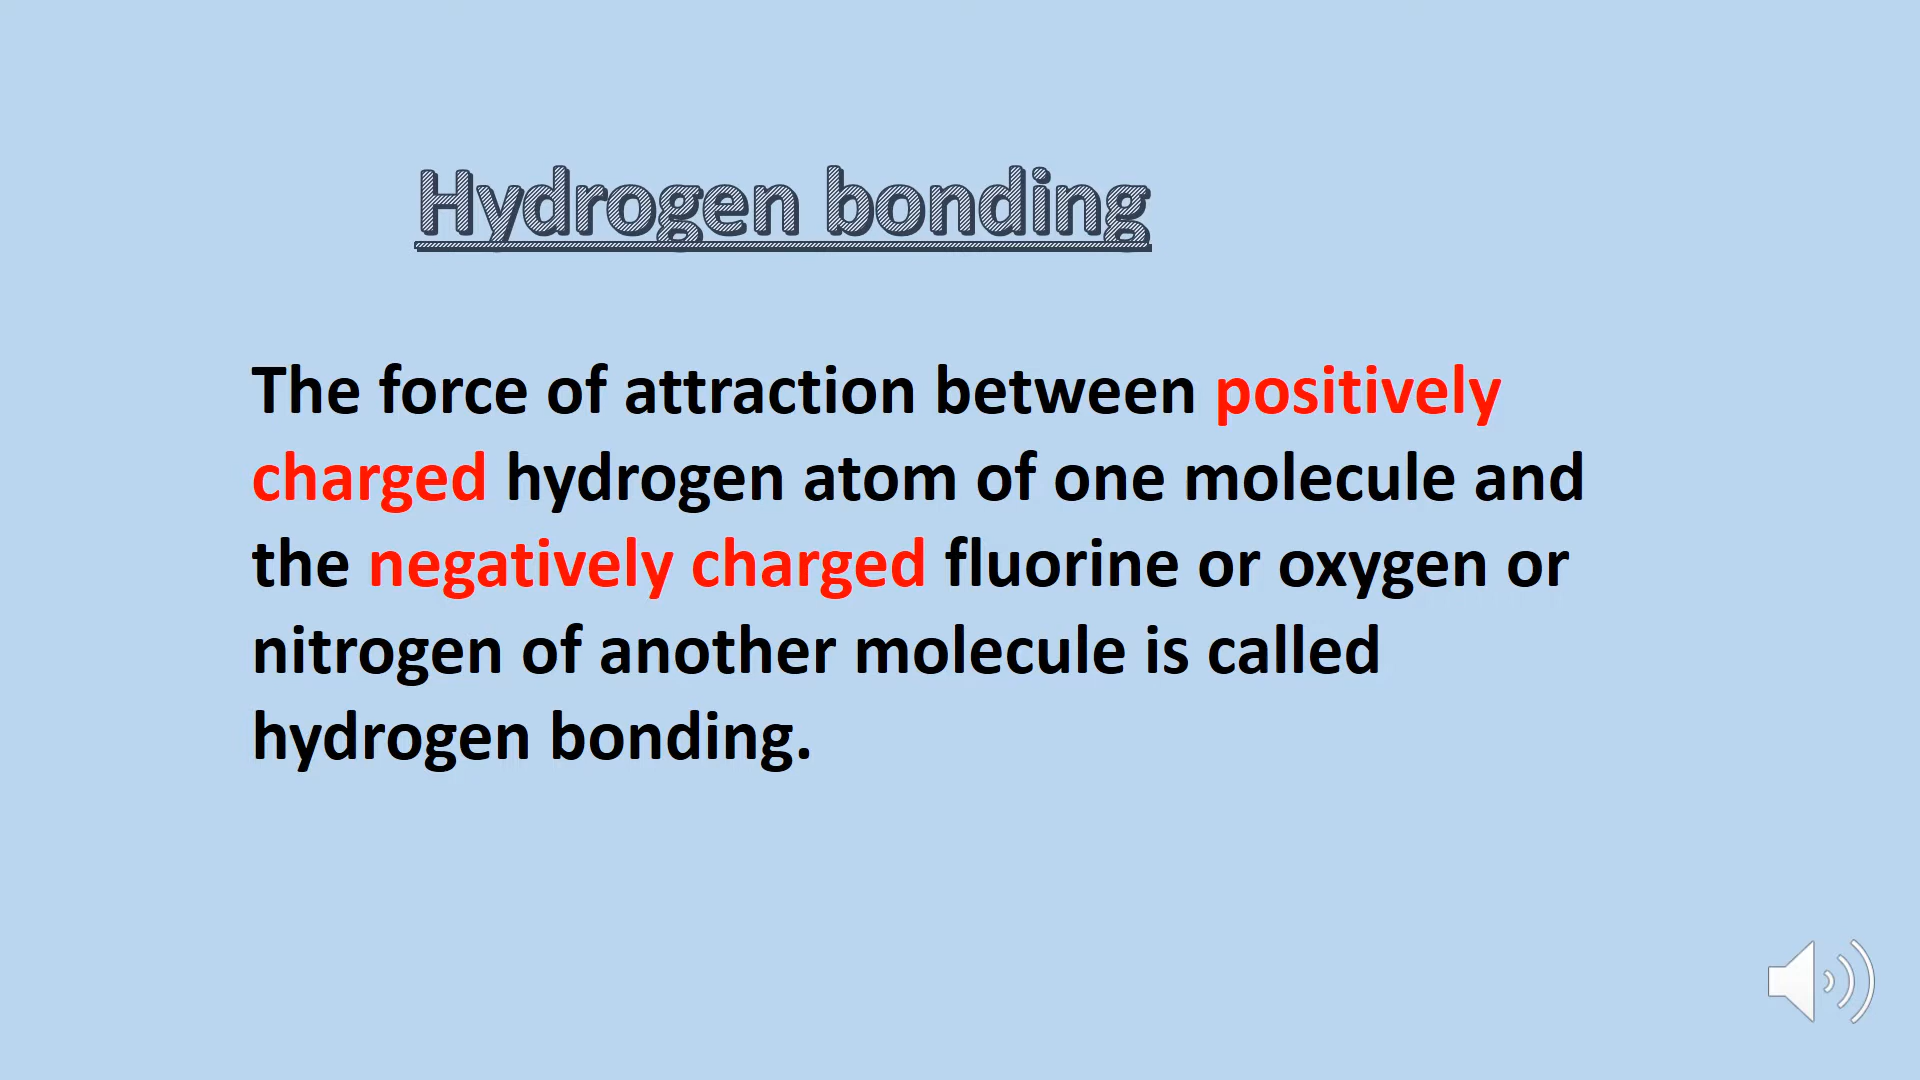 Hydrogen bonding
The force of attraction between positively
charged hydrogen atom of one molecule and
the negatively charged fluorine or oxygen or
nitrogen of another molecule is called
hydrogen bonding.